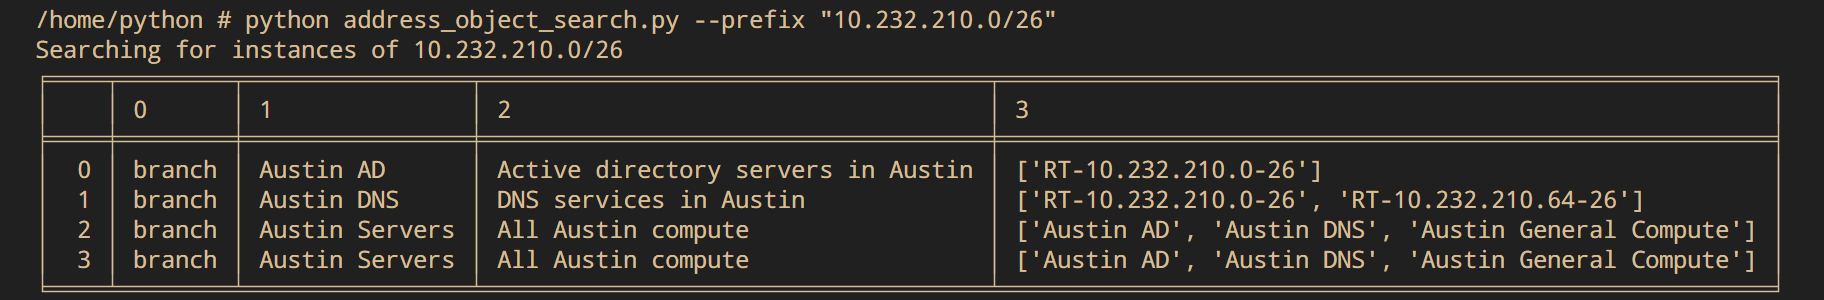 /home/python # python address_object_search.py --prefix "10.232.210.0/26"
Searching for instances of 10.232.210.0/26
0 1 2 3
0 branch Austin AD Active directory servers in Austin ['RT-10.232.210.0-26']
1 branch Austin DNS DNS services in Austin ['RT-10.232.210.0-26', 'RT-10.232.210.64-26']
2 branch Austin Servers All Austin compute ['Austin AD', 'Austin DNS', 'Austin General Compute']
3 branch Austin Servers All Austin compute ['Austin AD', 'Austin DNS', 'Austin General Compute']